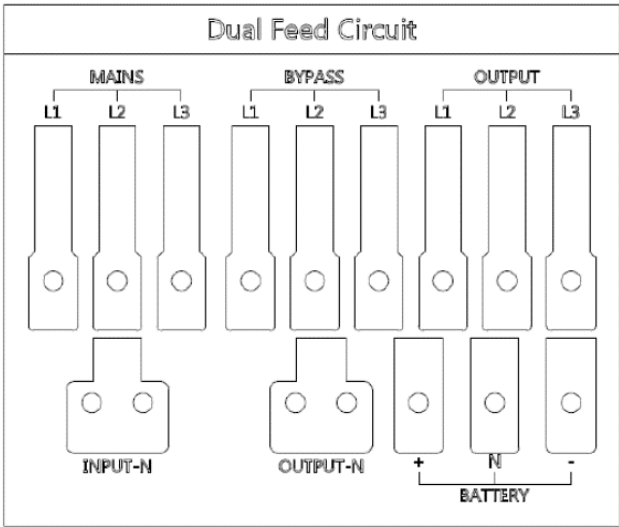 Dual Feed Circuit
MAINS BYPASS OUTPUT
L1 L2 L3 L1 L2 L3 L1 L2 L3
INPUT-N OUTPUT-N + N -
BATTERY